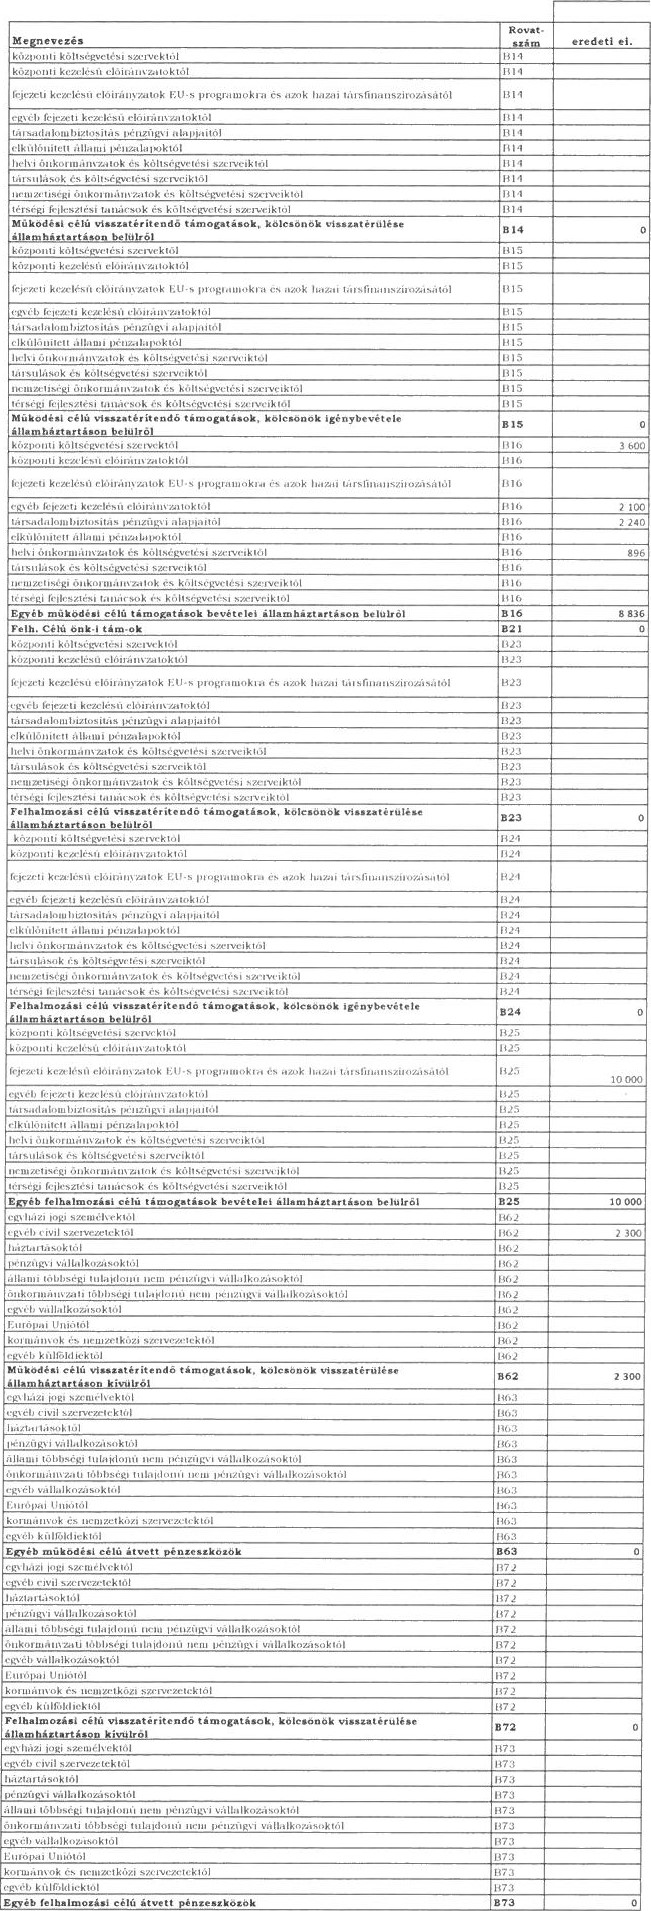 Megnevezés Rovat-szám eredeti ei.
központi költségvetési szervektől B14
központi kezelésű előirányzatoktól B14
fejezeti kezelésű előirányzatok EU-s programokra és azok hazai társfinanszírozásától B14
egyéb fejezeti kezelésű előirányzatoktól B14
társadalombiztosítás pénzügyi alapjaitól B14
elkülönített állami pénzalapoktól B14
helyi önkormányzatok és költségvetési szerveiktől B14
társulások és költségvetési szerveiktől B14
nemzetiségi önkormányzatok és költségvetési szerveiktől B14
térségi fejlesztési tanácsok és költségvetési szerveiktől B14
Működési célú visszatérítendő támogatások, kölcsönök visszatérülése
államháztartáson belülről B14 0
központi költségvetési szervektől B15
központi kezelésű előirányzatoktól B15
fejezeti kezelésű előirányzatok EU-s programokra és azok hazai társfinanszírozásától B15
egyéb fejezeti kezelésű előirányzatoktól B15
társadalombiztosítás pénzügyi alapjaitól B15
elkülönített állami pénzalapoktól B15
helyi önkormányzatok és költségvetési szerveiktől B15
társulások és költségvetési szerveiktől B15
nemzetiségi önkormányzatok és költségvetési szerveiktől B15
térségi fejlesztési tanácsok és költségvetési szerveiktől B15
Működési célú visszatérítendő támogatások, kölcsönök igénybevétele
államháztartáson belülről B15 0
központi költségvetési szervektől B16 3 600
központi kezelésű előirányzatoktól B16
fejezeti kezelésű előirányzatok EU-s programokra és azok hazai társfinanszírozásától B16
egyéb fejezeti kezelésű előirányzatoktól B16 2 100
társadalombiztosítás pénzügyi alapjaitól B16 2 240
elkülönített állami pénzalapoktól B16
helyi önkormányzatok és költségvetési szerveiktől B16 896
társulások és költségvetési szerveiktől B16
nemzetiségi önkormányzatok és költségvetési szerveiktől B16
térségi fejlesztési tanácsok és költségvetési szerveiktől B16
Egyéb működési célú támogatások bevételei államháztartáson belülről B16 8 836
Felh. Célú önk-i tám-ok B21 0
központi költségvetési szervektől B23
központi kezelésű előirányzatoktól B23
fejezeti kezelésű előirányzatok EU-s programokra és azok hazai társfinanszírozásától B23
egyéb fejezeti kezelésű előirányzatoktól B23
társadalombiztosítás pénzügyi alapjaitól B23
elkülönített állami pénzalapoktól B23
helyi önkormányzatok és költségvetési szerveiktől B23
társulások és költségvetési szerveiktől B23
nemzetiségi önkormányzatok és költségvetési szerveiktől B23
térségi fejlesztési tanácsok és költségvetési szerveiktől B23
Felhalmozási célú visszatérítendő támogatások, kölcsönök visszatérülése
államháztartáson belülről B23 0
központi költségvetési szervektől B24
központi kezelésű előirányzatoktól B24
fejezeti kezelésű előirányzatok EU-s programokra és azok hazai társfinanszírozásától B24
egyéb fejezeti kezelésű előirányzatoktól B24
társadalombiztosítás pénzügyi alapjaitól B24
elkülönített állami pénzalapoktól B24
helyi önkormányzatok és költségvetési szerveiktől B24
társulások és költségvetési szerveiktől B24
nemzetiségi önkormányzatok és költségvetési szerveiktől B24
térségi fejlesztési tanácsok és költségvetési szerveiktől B24
Felhalmozási célú visszatérítendő támogatások, kölcsönök igénybevétele
államháztartáson belülről B24 0
központi költségvetési szervektől B25
központi kezelésű előirányzatoktól B25
fejezeti kezelésű előirányzatok EU-s programokra és azok hazai társfinanszírozásától B25 10 000
egyéb fejezeti kezelésű előirányzatoktól B25
társadalombiztosítás pénzügyi alapjaitól B25
elkülönített állami pénzalapoktól B25
helyi önkormányzatok és költségvetési szerveiktől B25
társulások és költségvetési szerveiktől B25
nemzetiségi önkormányzatok és költségvetési szerveiktől B25
térségi fejlesztési tanácsok és költségvetési szerveiktől B25
Egyéb felhalmozási célú támogatások bevételei államháztartáson belülről B25 10 000
egyházi jogi személyektől B62
egyéb civil szervezetektől B62 2 300
háztartásoktól B62
pénzügyi vállalkozásoktól B62
állami többségi tulajdonú nem pénzügyi vállalkozásoktól B62
önkormányzati többségi tulajdonú nem pénzügyi vállalkozásoktól B62
egyéb vállalkozásoktól B62
Európai Uniótól B62
kormányok és nemzetközi szervezetektől B62
egyéb külföldiektől B62
Működési célú visszatérítendő támogatások, kölcsönök visszatérülése
államháztartáson kívülről B62 2 300
egyházi jogi személyektől B63
egyéb civil szervezetektől B63
háztartásoktól B63
pénzügyi vállalkozásoktól B63
állami többségi tulajdonú nem pénzügyi vállalkozásoktól B63
önkormányzati többségi tulajdonú nem pénzügyi vállalkozásoktól B63
egyéb vállalkozásoktól B63
Európai Uniótól B63
kormányok és nemzetközi szervezetektől B63
egyéb külföldiektől B63
Egyéb működési célú átvett pénzeszközök B63 0
egyházi jogi személyektől B72
egyéb civil szervezetektől B72
háztartásoktól B72
pénzügyi vállalkozásoktól B72
állami többségi tulajdonú nem pénzügyi vállalkozásoktól B72
önkormányzati többségi tulajdonú nem pénzügyi vállalkozásoktól B72
egyéb vállalkozásoktól B72
Európai Uniótól B72
kormányok és nemzetközi szervezetektől B72
egyéb külföldiektől B72
Felhalmozási célú visszatérítendő támogatások, kölcsönök visszatérülése
államháztartáson kívülről B72 0
egyházi jogi személyektől B73
egyéb civil szervezetektől B73
háztartásoktól B73
pénzügyi vállalkozásoktól B73
állami többségi tulajdonú nem pénzügyi vállalkozásoktól B73
önkormányzati többségi tulajdonú nem pénzügyi vállalkozásoktól B73
egyéb vállalkozásoktól B73
Európai Uniótól B73
kormányok és nemzetközi szervezetektől B73
egyéb külföldiektől B73
Egyéb felhalmozási célú átvett pénzeszközök B73 0